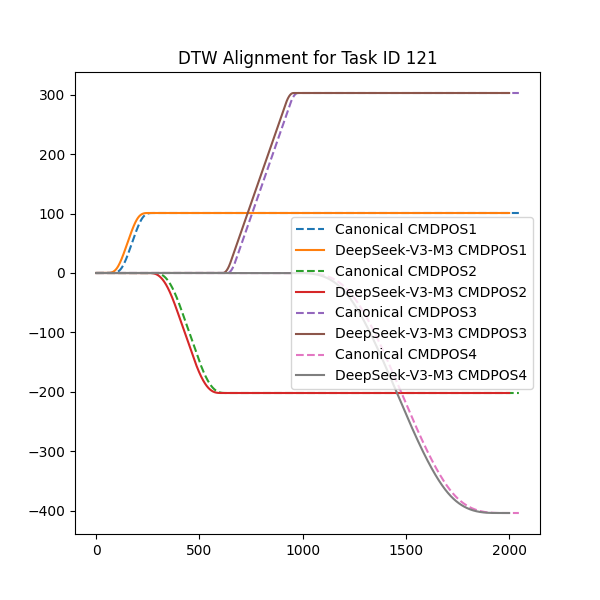 DTW Alignment for Task ID 121
300
200
100
0
−100
−200
−300
−400
Canonical CMDPOS1
DeepSeek-V3-M3 CMDPOS1
Canonical CMDPOS2
DeepSeek-V3-M3 CMDPOS2
Canonical CMDPOS3
DeepSeek-V3-M3 CMDPOS3
Canonical CMDPOS4
DeepSeek-V3-M3 CMDPOS4
0 500 1000 1500 2000